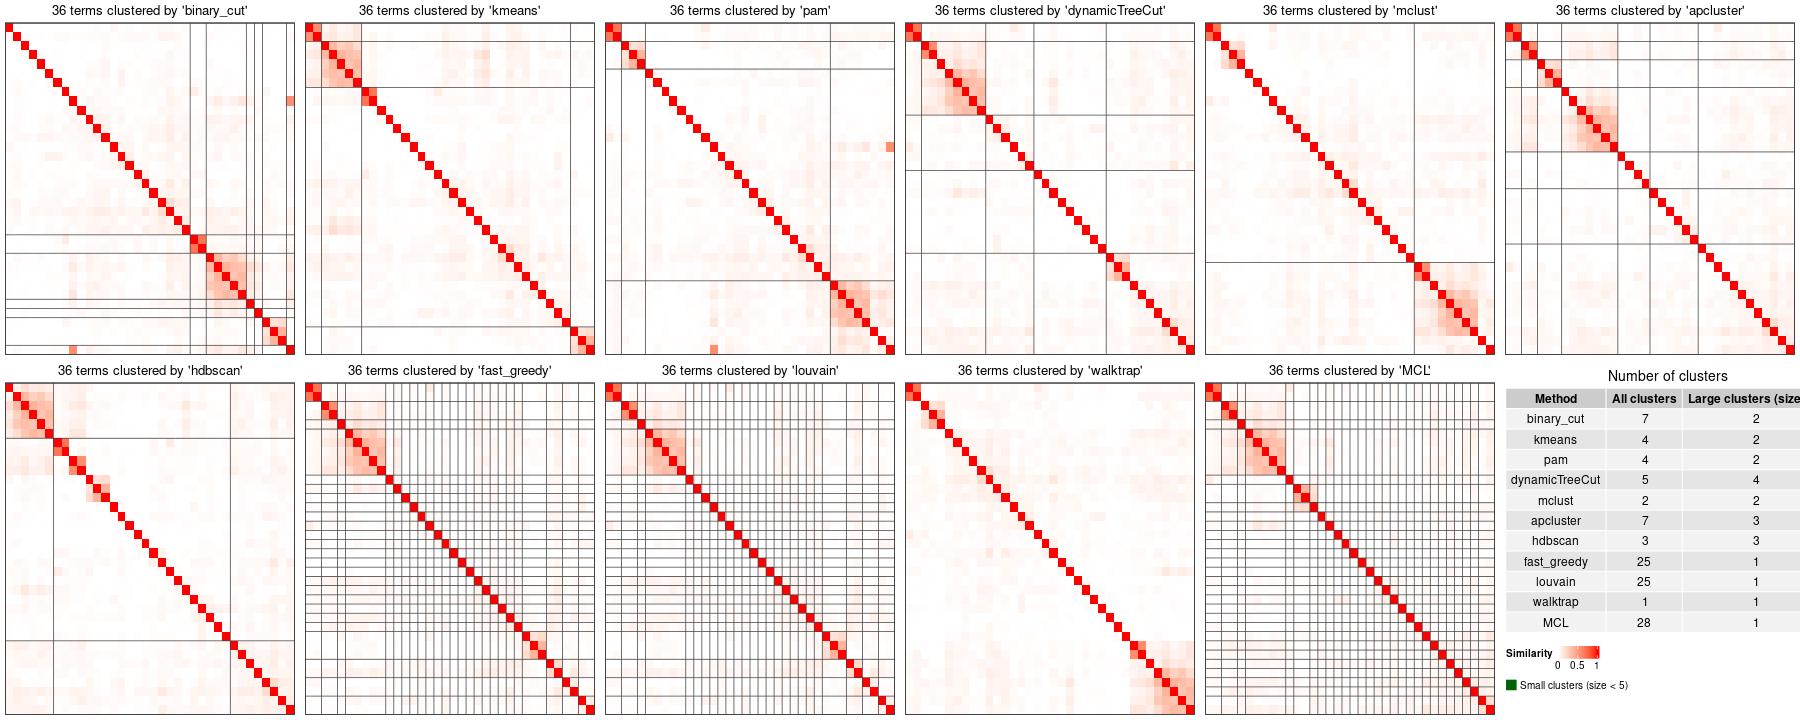 36 terms clustered by 'binary_cut'
36 terms clustered by 'kmeans'
36 terms clustered by 'pam'
36 terms clustered by 'dynamicTreeCut'
36 terms clustered by 'mclust'
36 terms clustered by 'apcluster'
36 terms clustered by 'hdbscan'
36 terms clustered by 'fast_greedy'
36 terms clustered by 'louvain'
36 terms clustered by 'walktrap'
36 terms clustered by 'MCL'
Number of clusters
Method All clusters Large clusters (size
binary_cut 7 2
kmeans 4 2
pam 4 2
dynamicTreeCut 5 4
mclust 2 2
apcluster 7 3
hdbscan 3 3
fast_greedy 25 1
louvain 25 1
walktrap 1 1
MCL 28 1
Similarity
0 0.5 1
Small clusters (size < 5)